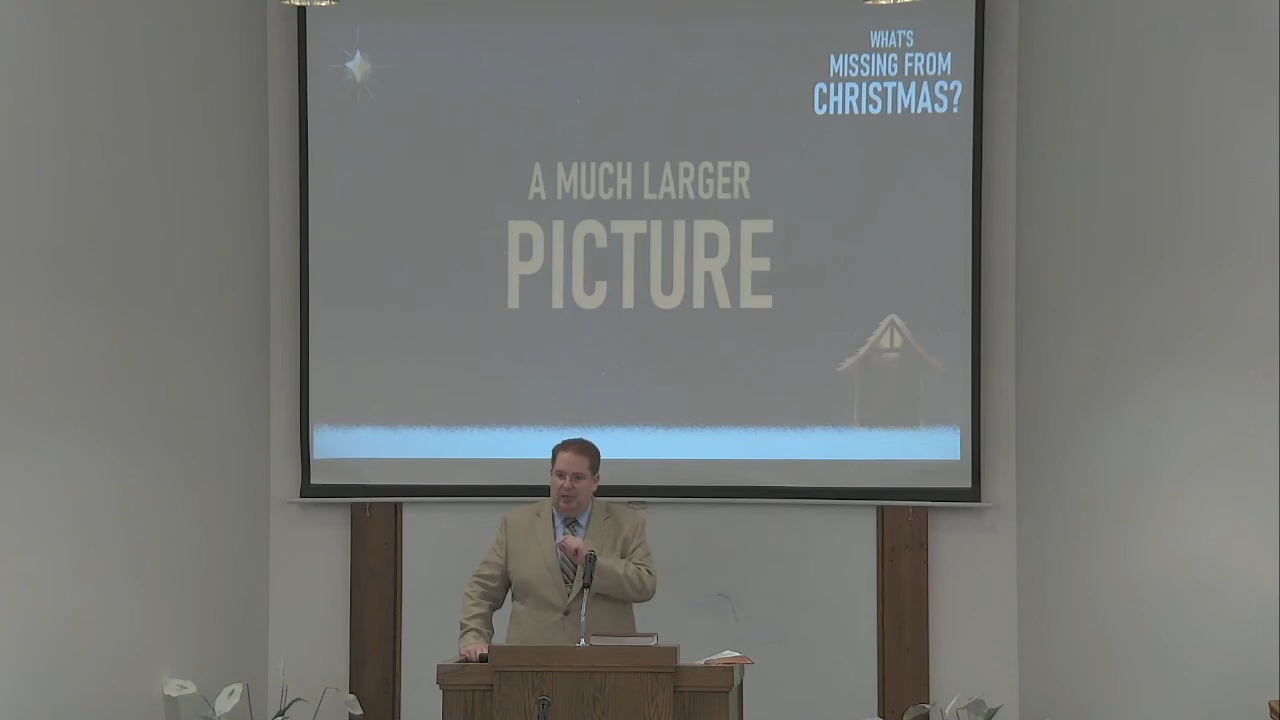 WHAT'S
MISSING FROM
CHRISTMAS?
A MUCH LARGER
PICTURE